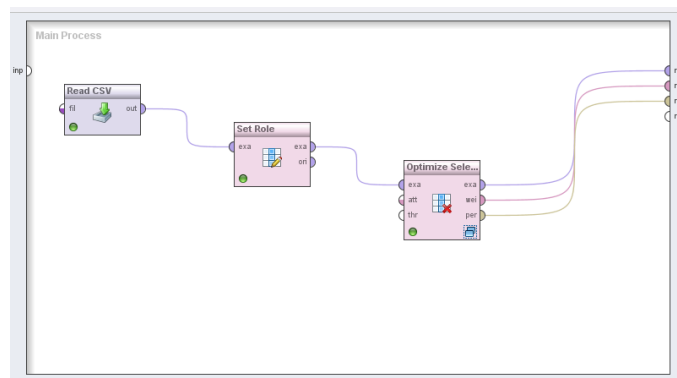 Main Process
inp
Read CSV
fil out
Set Role
exa exa
ori
Optimize Sele...
exa exa
att wei
thr per